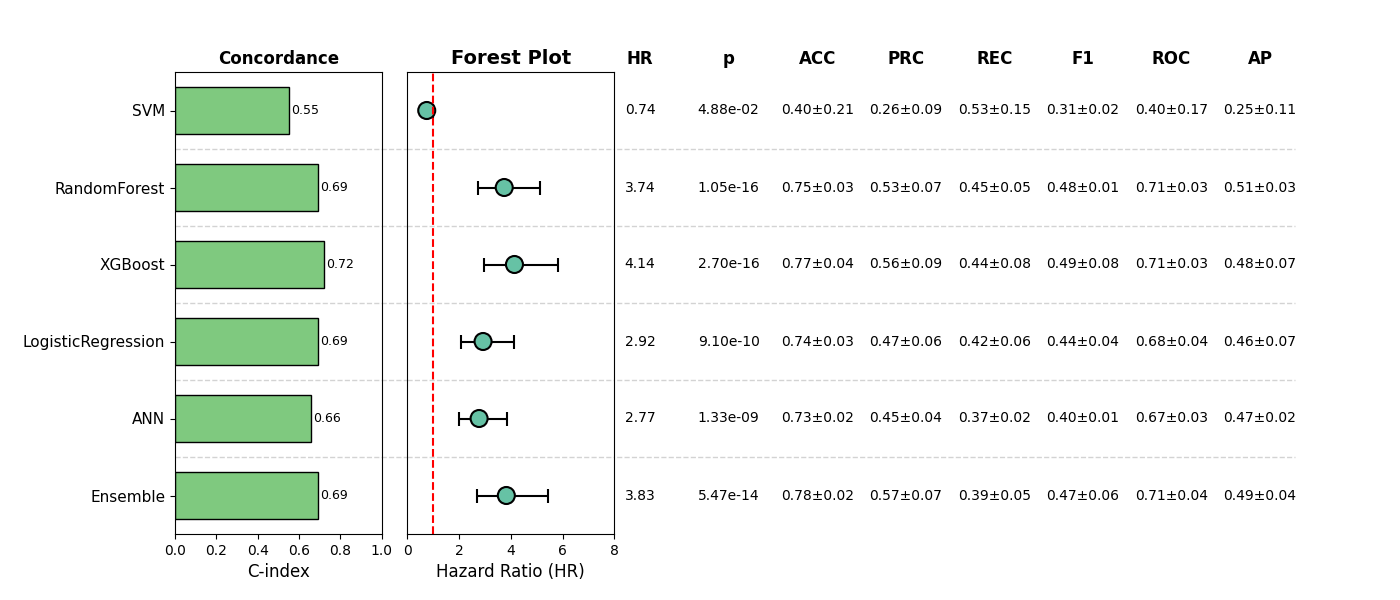 Concordance Forest Plot HR p ACC PRC REC F1 ROC AP
SVM 0.55 0.74 4.88e-02 0.40±0.21 0.26±0.09 0.53±0.15 0.31±0.02 0.40±0.17 0.25±0.11
RandomForest 0.69 3.74 1.05e-16 0.75±0.03 0.53±0.07 0.45±0.05 0.48±0.01 0.71±0.03 0.51±0.03
XGBoost 0.72 4.14 2.70e-16 0.77±0.04 0.56±0.09 0.44±0.08 0.49±0.08 0.71±0.03 0.48±0.07
LogisticRegression 0.69 2.92 9.10e-10 0.74±0.03 0.47±0.06 0.42±0.06 0.44±0.04 0.68±0.04 0.46±0.07
ANN 0.66 2.77 1.33e-09 0.73±0.02 0.45±0.04 0.37±0.02 0.40±0.01 0.67±0.03 0.47±0.02
Ensemble 0.69 3.83 5.47e-14 0.78±0.02 0.57±0.07 0.39±0.05 0.47±0.06 0.71±0.04 0.49±0.04
0.0 0.2 0.4 0.6 0.8 1.0 0 2 4 6 8
C-index Hazard Ratio (HR)